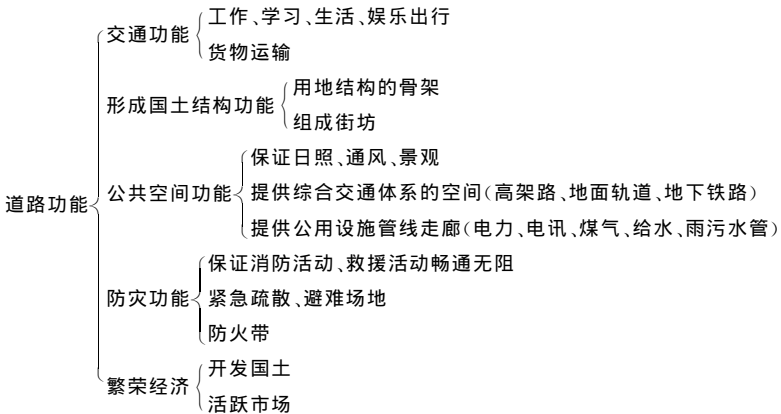 道路功能
交通功能
工作、学习、生活、娱乐出行
货物运输
形成国土结构功能
用地结构的骨架
组成街坊
公共空间功能
保证日照、通风、景观
提供综合交通体系的空间(高架路、地面轨道、地下铁路)
提供公用设施管线走廊(电力、电讯、煤气、给水、雨污水管)
防灾功能
保证消防活动、救援活动畅通无阻
紧急疏散、避难场地
防火带
繁荣经济
开发国土
活跃市场